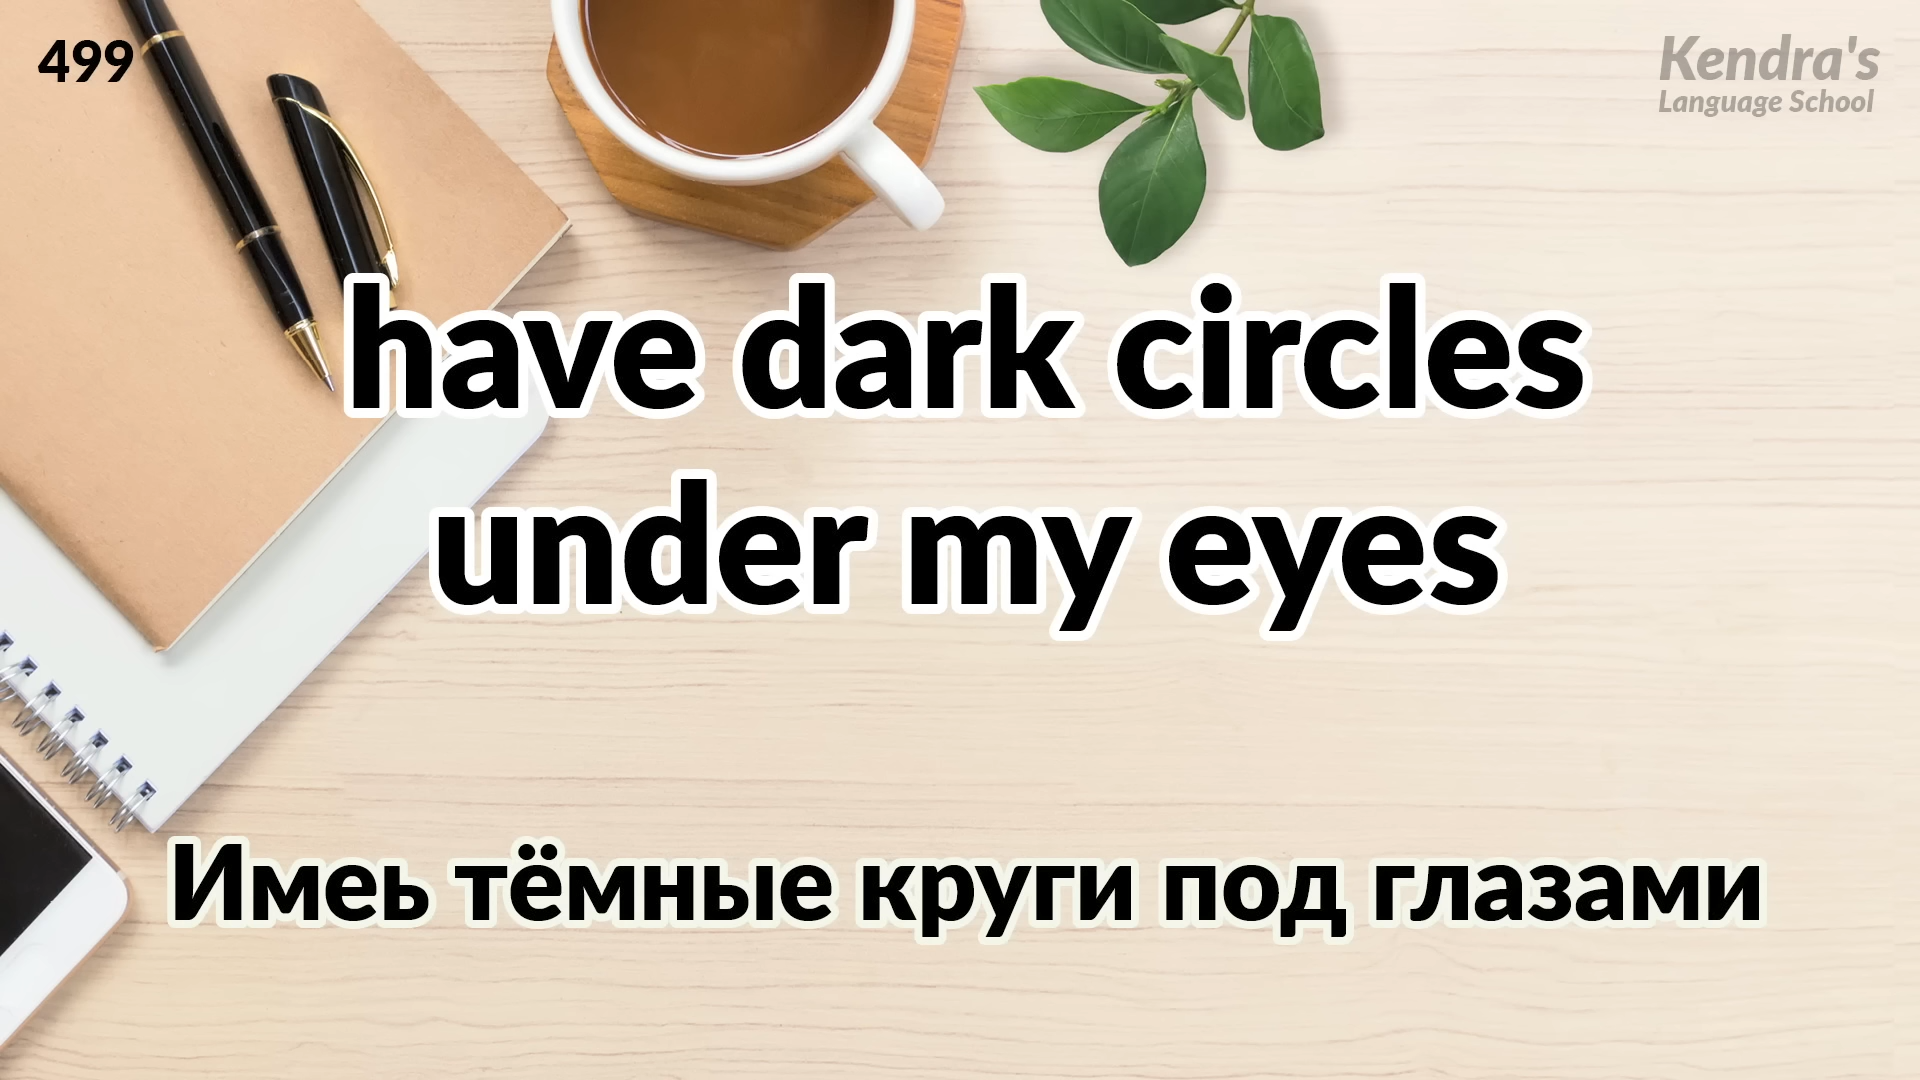 499
Kendra's
Language School
have dark circles
under my eyes
Имеь тёмные круги под глазами